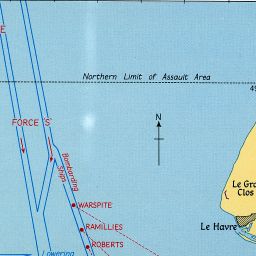 E
Northern Limit of Assault Area
49
N
FORCE 'S'
Bombarding
Ships
WARSPITE
RAMILLIES
ROBERTS
Lowering
Le Gra
Clos
Le Havre